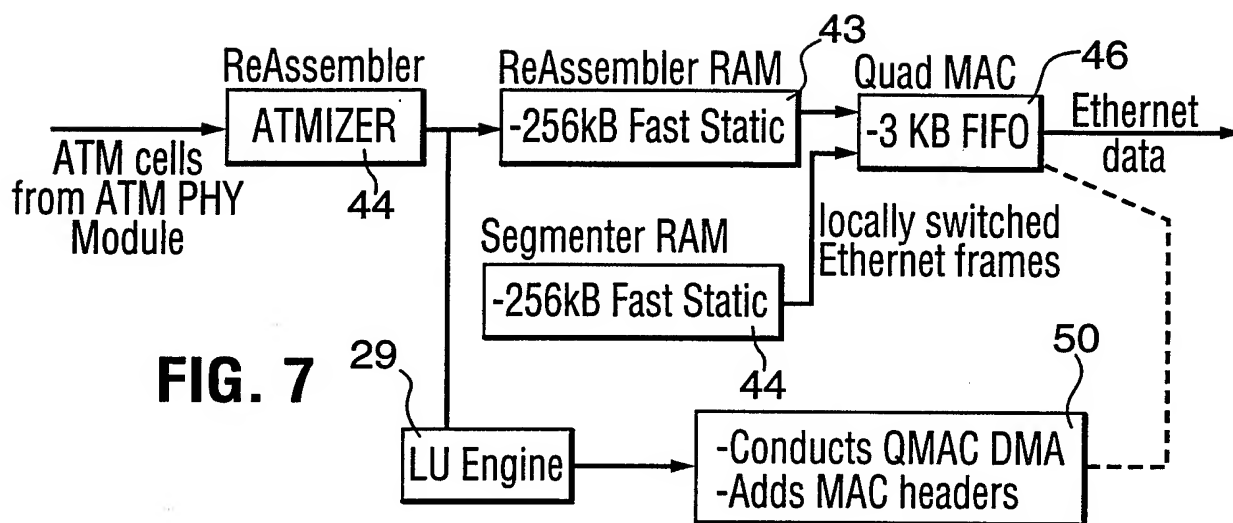 43
ReAssembler
ReAssembler RAM
Quad MAC
46
ATMIZER
-256kB Fast Static
-3 KB FIFO
Ethernet
data
ATM cells
from ATM PHY
Module
44
Segmenter RAM
locally switched
Ethernet frames
-256kB Fast Static
44
FIG. 7
29
50
LU Engine
-Conducts QMAC DMA
-Adds MAC headers